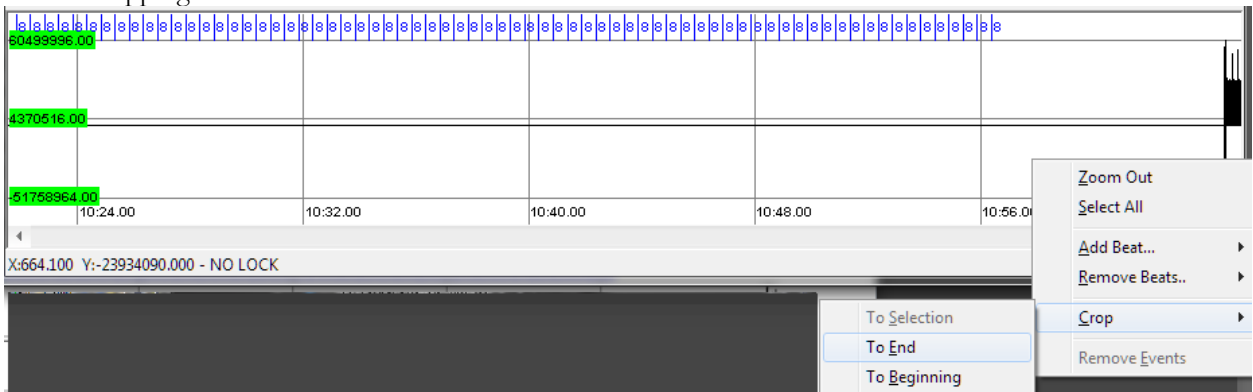 60499996.00
4370516.00
-51758964.00
10:24.00 10:32.00 10:40.00 10:48.00
X:664.100 Y:-23934090.000 - NO LOCK
Zoom Out
Select All
Add Beat...
Remove Beats..
Crop
Remove Events
To Selection
To End
To Beginning